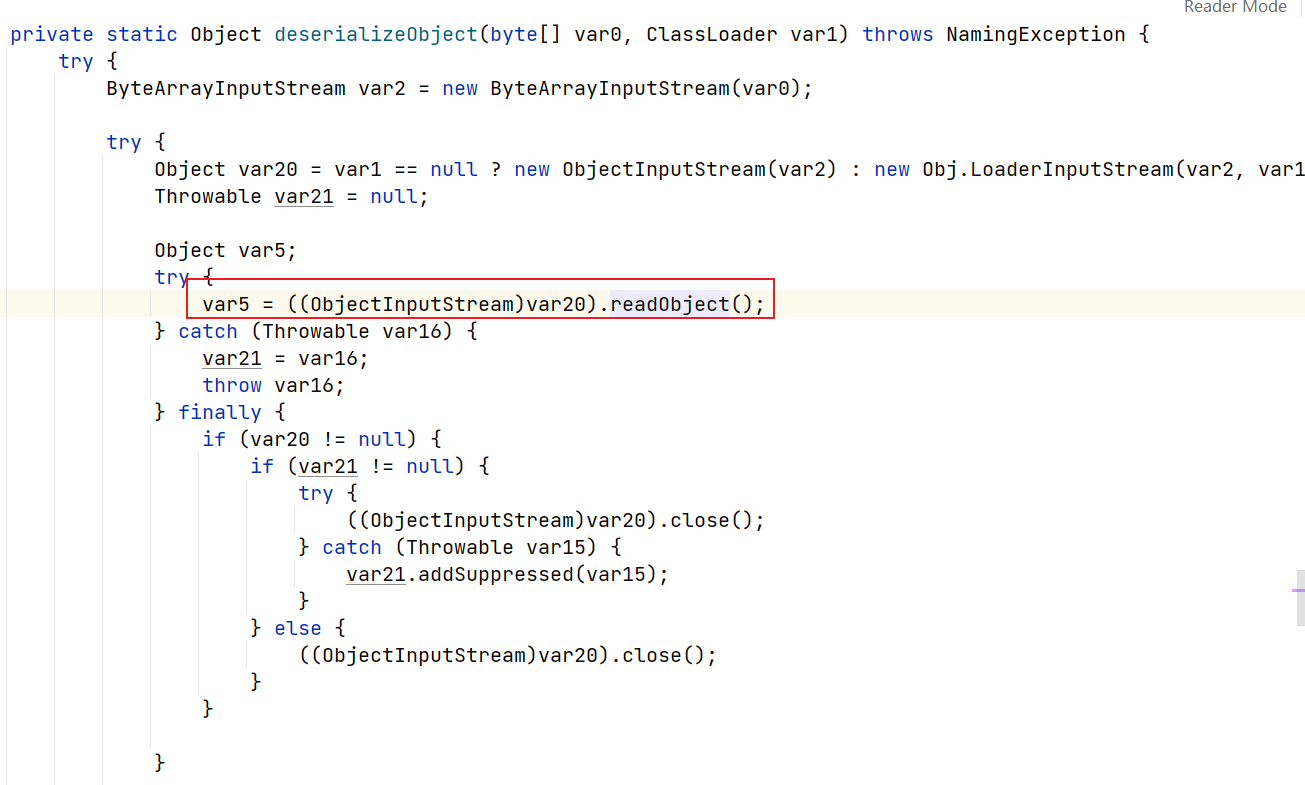 Reader Mode
private static Object deserializeObject(byte[] var0, ClassLoader var1) throws NamingException {
    try {
        ByteArrayInputStream var2 = new ByteArrayInputStream(var0);

        try {
            Object var20 = var1 == null ? new ObjectInputStream(var2) : new Obj.LoaderInputStream(var2, var1
            Throwable var21 = null;

            Object var5;
            try {
                var5 = ((ObjectInputStream)var20).readObject();
            } catch (Throwable var16) {
                var21 = var16;
                throw var16;
            } finally {
                if (var20 != null) {
                    if (var21 != null) {
                        try {
                            ((ObjectInputStream)var20).close();
                        } catch (Throwable var15) {
                            var21.addSuppressed(var15);
                        }
                    } else {
                        ((ObjectInputStream)var20).close();
                    }
                }

            }